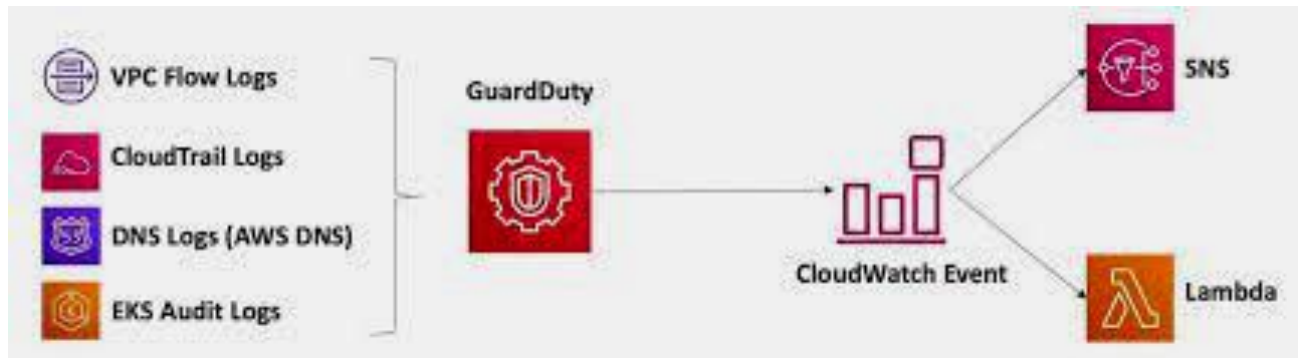 VPC Flow Logs
CloudTrail Logs
DNS Logs (AWS DNS)
EKS Audit Logs
GuardDuty
CloudWatch Event
SNS
Lambda